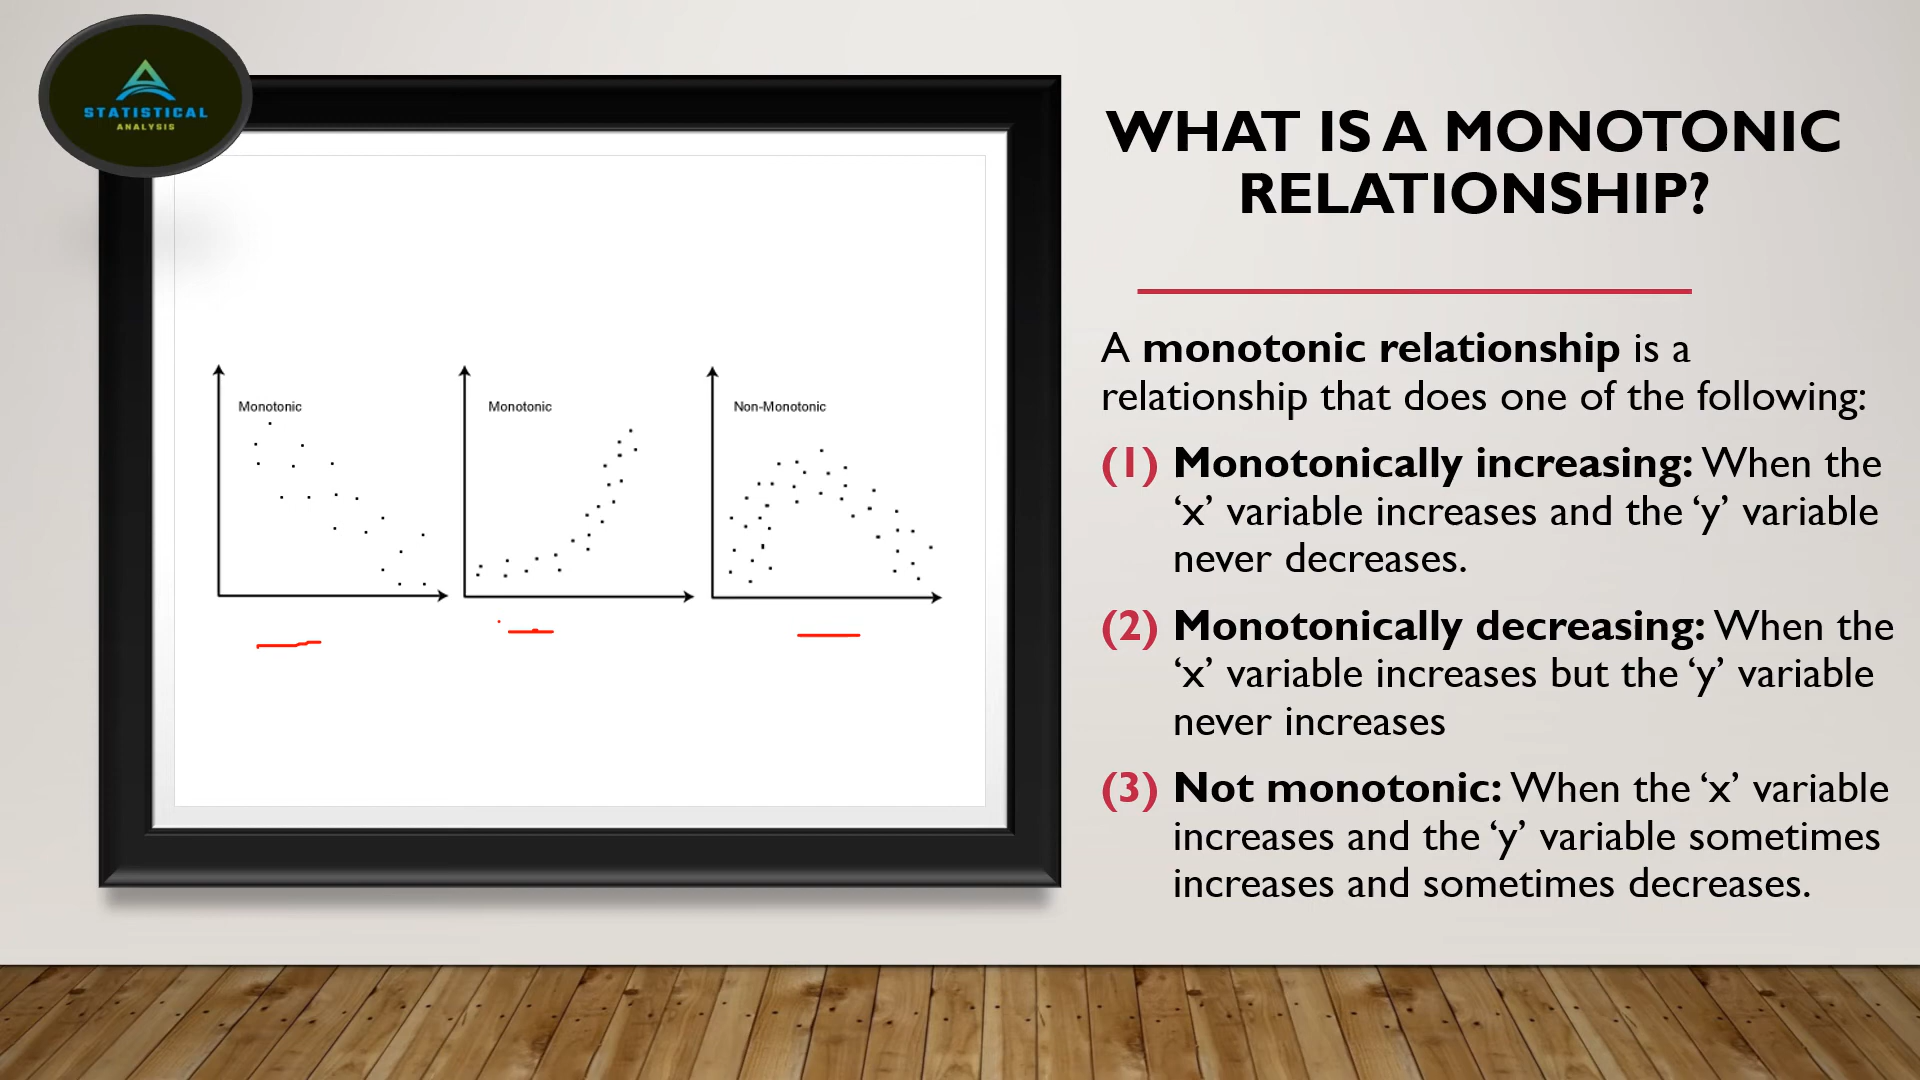 STATISTICAL
ANALYSIS
Monotonic
Monotonic
Non-Monotonic
WHAT IS A MONOTONIC
RELATIONSHIP?
A monotonic relationship is a
relationship that does one of the following:
(1) Monotonically increasing: When the
‘x’ variable increases and the ‘y’ variable
never decreases.
(2) Monotonically decreasing: When the
‘x’ variable increases but the ‘y’ variable
never increases
(3) Not monotonic: When the ‘x’ variable
increases and the ‘y’ variable sometimes
increases and sometimes decreases.